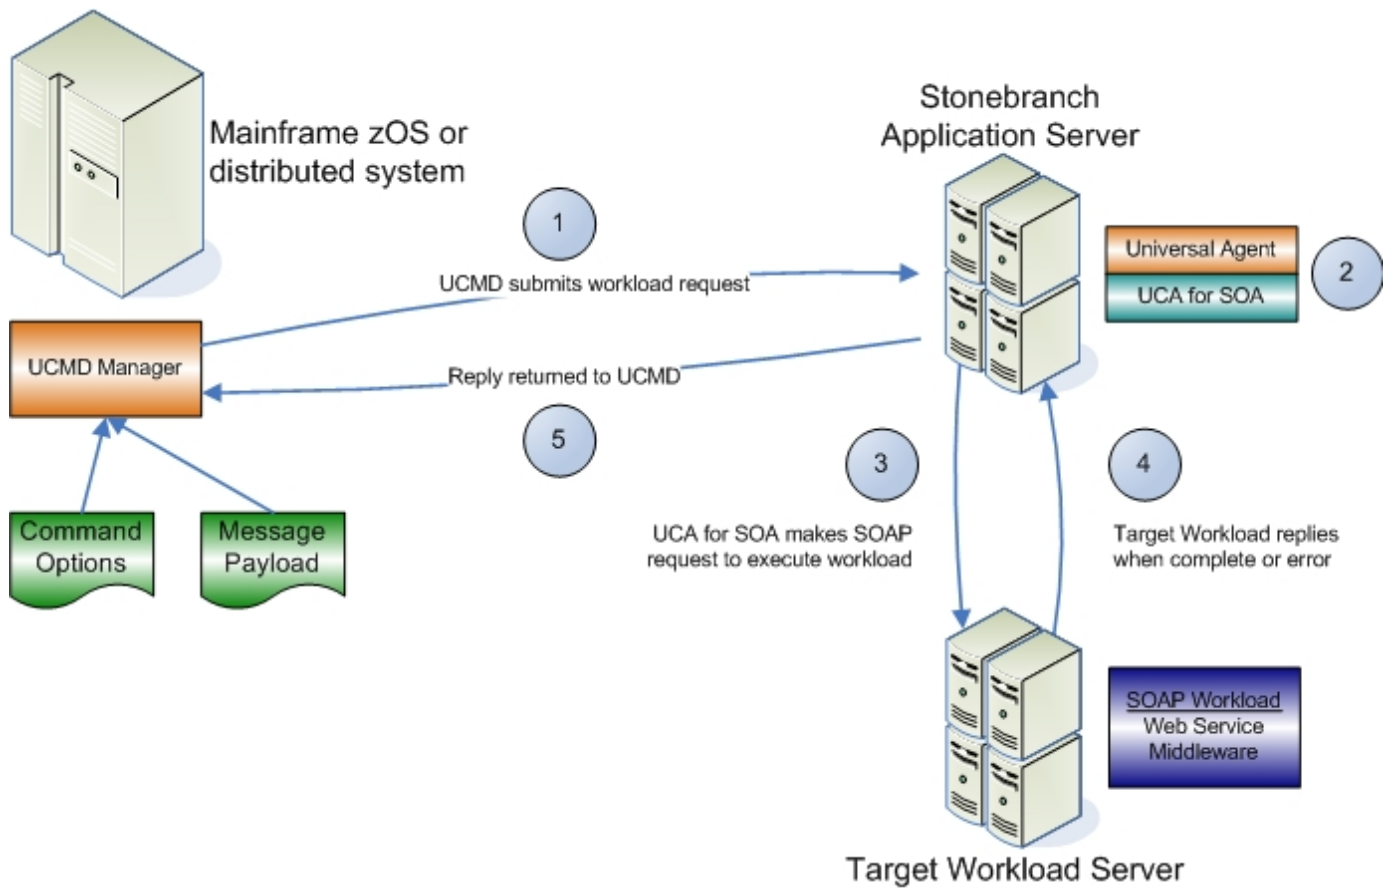 Mainframe zOS or
distributed system
Stonebranch
Application Server
1
UCMD submits workload request
Universal Agent
UCA for SOA
2
UCMD Manager
Reply returned to UCMD
5
3
4
Command
Options
Message
Payload
UCA for SOA makes SOAP
request to execute workload
Target Workload replies
when complete or error
SOAP Workload
Web Service
Middleware
Target Workload Server